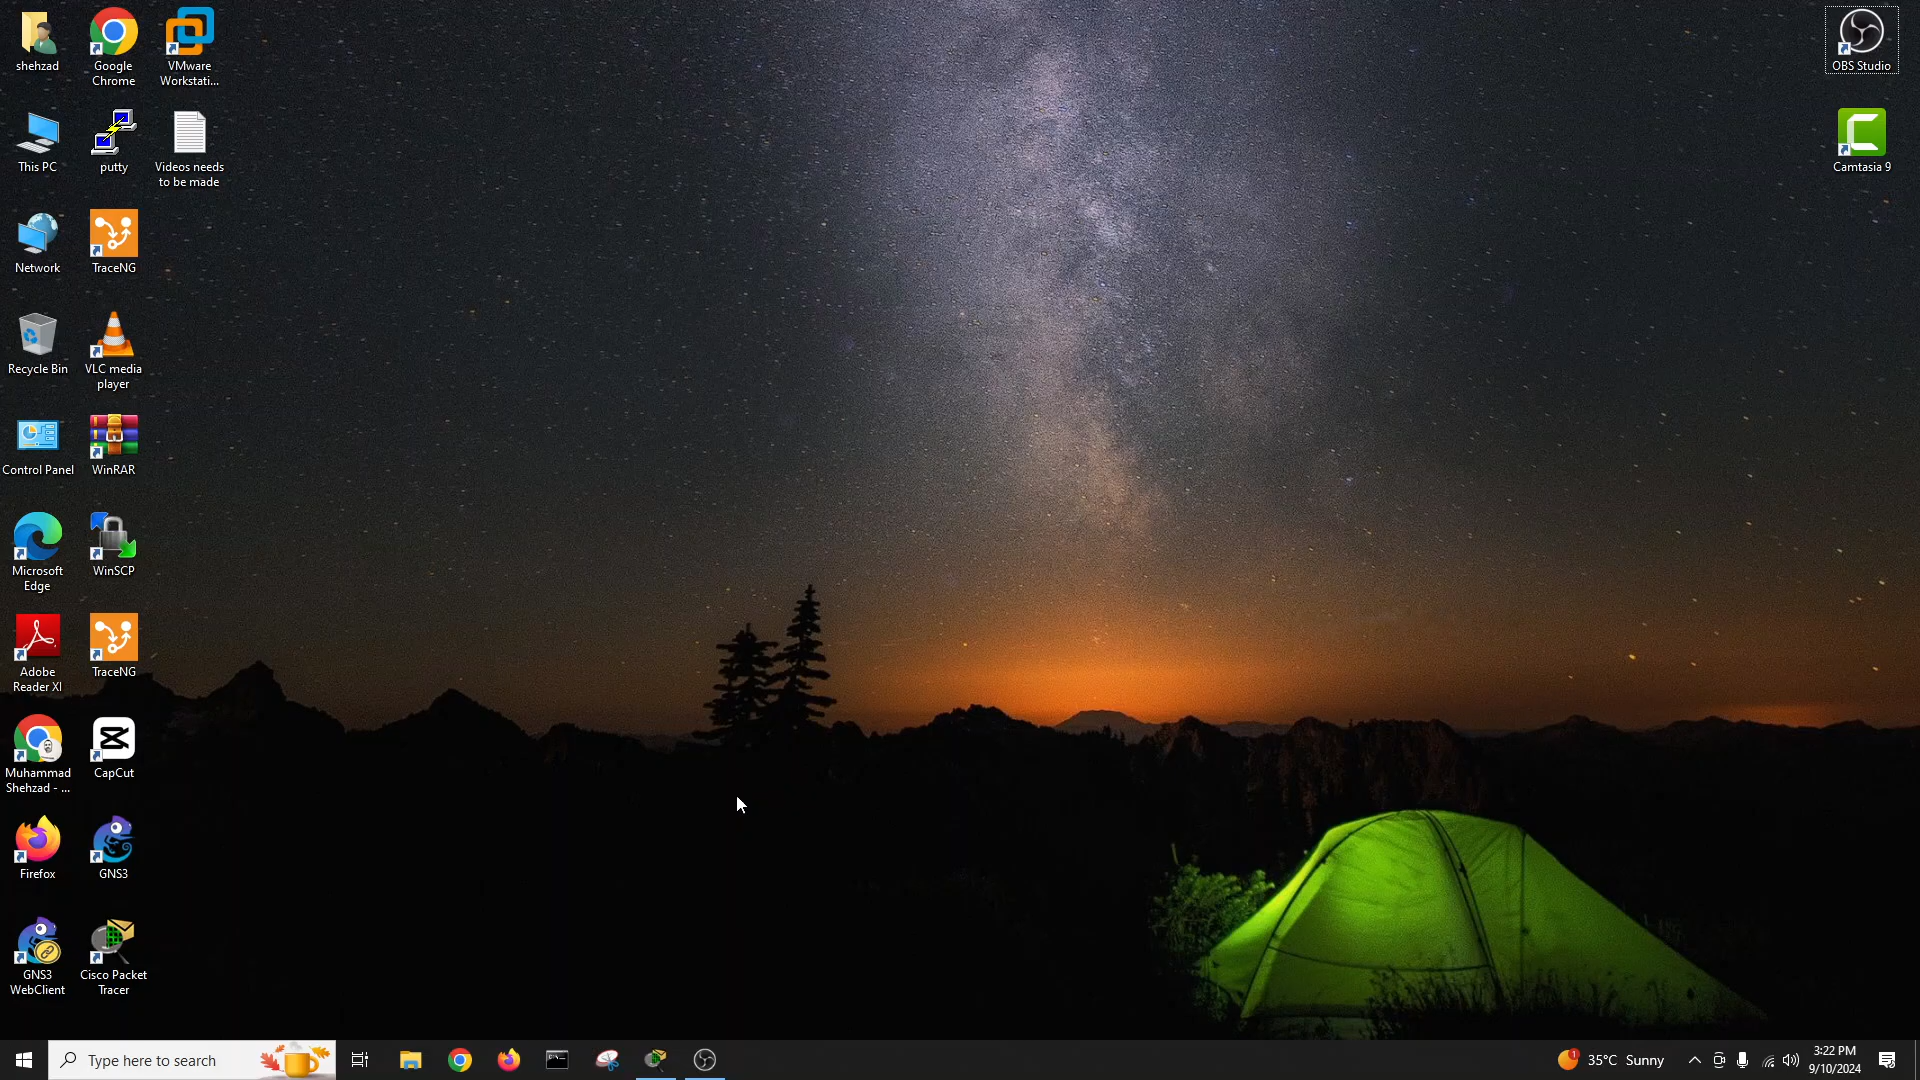 shehzad
Google
Chrome
VMware
Workstati...
OBS Studio
This PC
putty
Videos needs
to be made
Camtasia 9
Network
TraceNG
Recycle Bin
VLC media
player
Control Panel
WinRAR
Microsoft
Edge
WinSCP
Adobe
Reader XI
TraceNG
Muhammad
Shehzad - ...
CapCut
Firefox
GNS3
GNS3
WebClient
Cisco Packet
Tracer
Type here to search
1
35°C Sunny
3:22 PM
9/10/2024